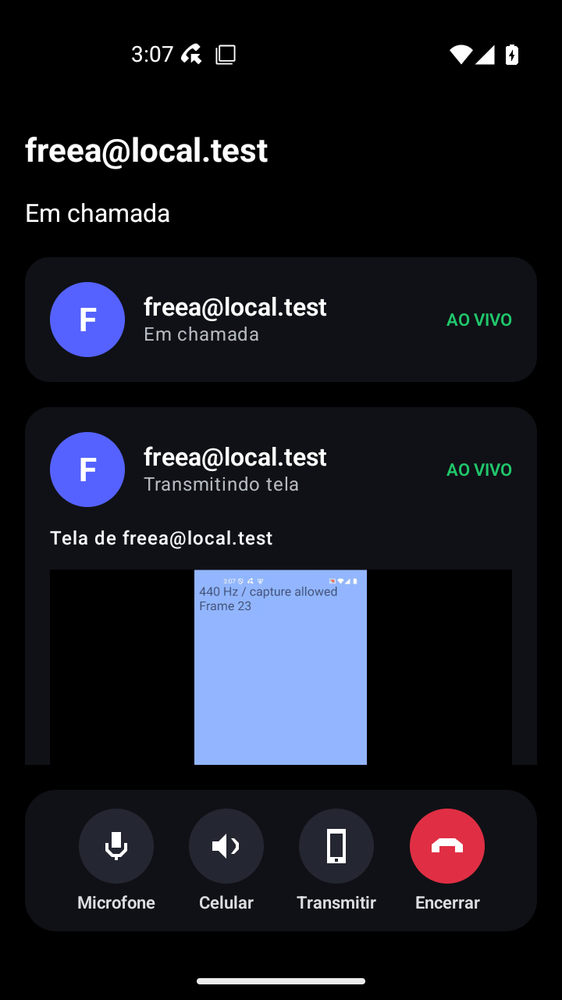 3:07
freea@local.test
Em chamada
F
freea@local.test
Em chamada
AO VIVO
F
freea@local.test
Transmitindo tela
AO VIVO
Tela de freea@local.test
3:07
440 Hz / capture allowed
Frame 23
Microfone
Celular
Transmitir
Encerrar